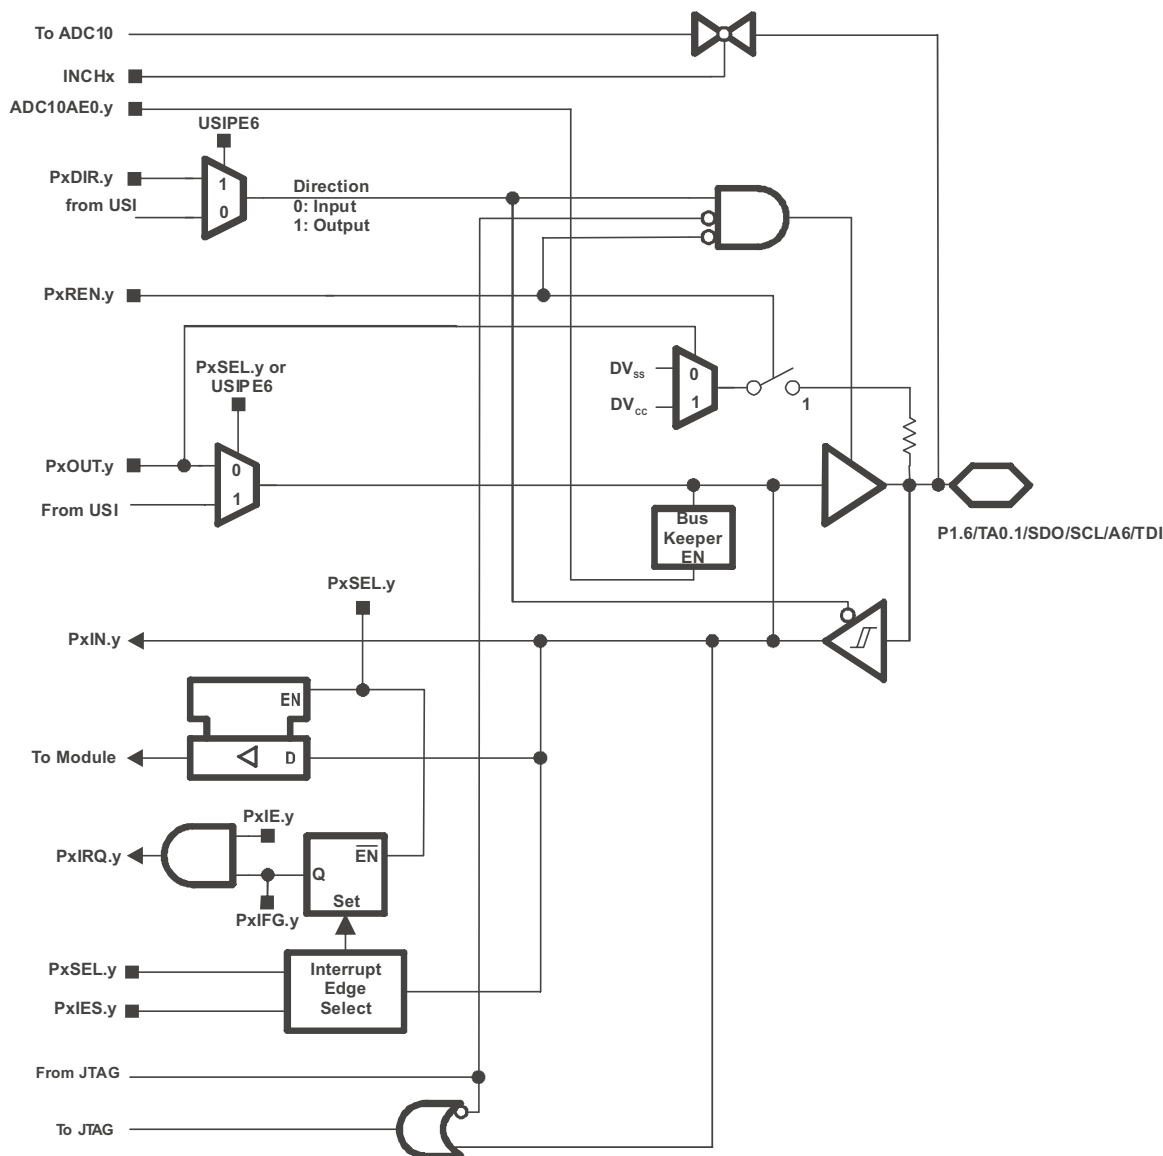 To ADC10
INCHx
ADC10AE0.y
USIPE6
PxDIR.y
1
from USI
0
Direction
0: Input
1: Output
PxREN.y
PxSEL.y or
USIPE6
DVss
0
DVcc
1
1
PxOUT.y
0
From USI
1
Bus
Keeper
EN
P1.6/TA0.1/SDO/SCL/A6/TDI
PxSEL.y
PxIN.y
EN
To Module
D
PxIE.y
PxIRQ.y
EN
Q
Set
PxIFG.y
PxSEL.y
PxIES.y
Interrupt
Edge
Select
From JTAG
To JTAG